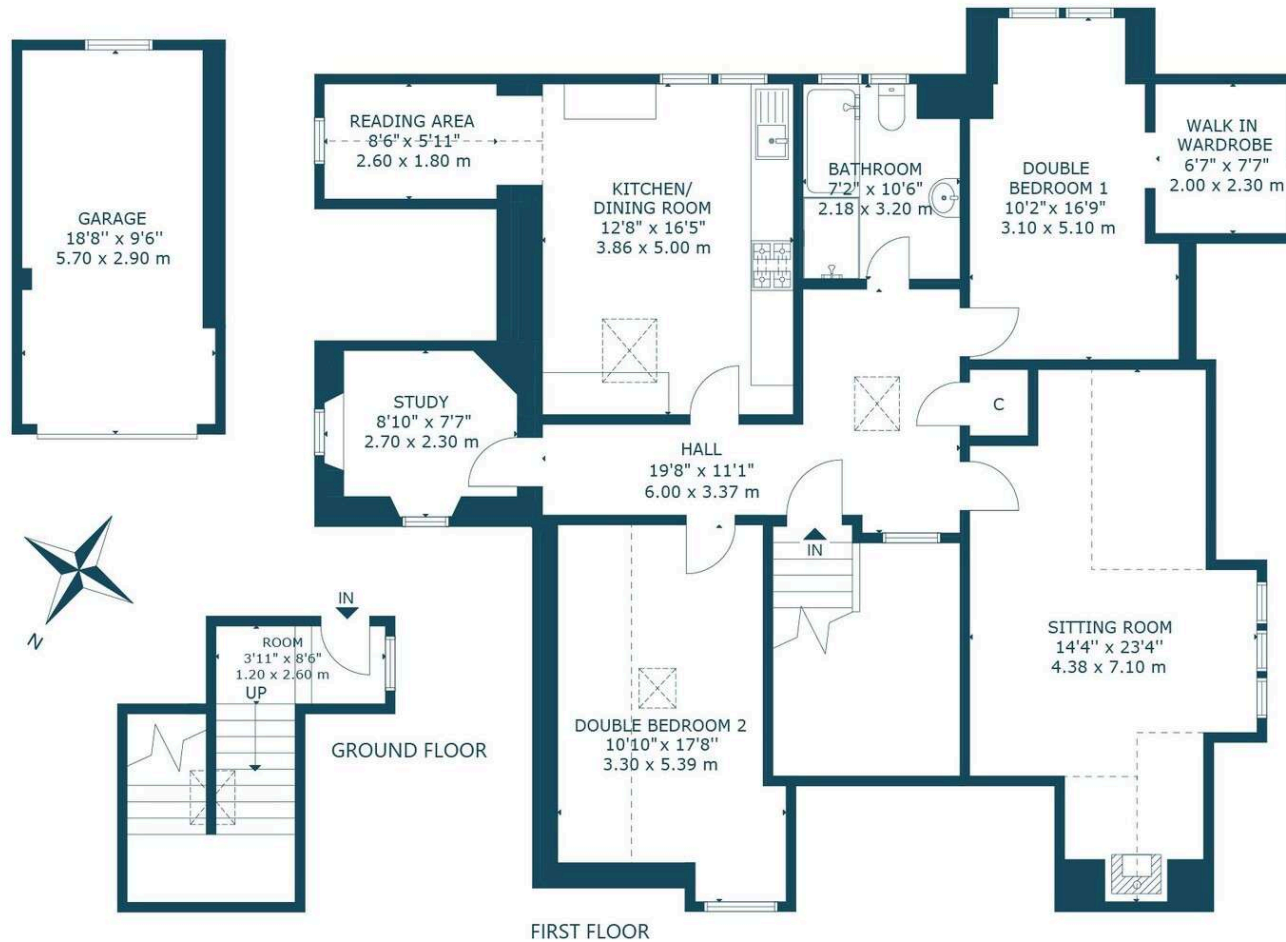 GARAGE
18'8" x 9'6"
5.70 x 2.90 m
READING AREA
8'6" x 5'11"
2.60 x 1.80 m
KITCHEN/
DINING ROOM
12'8" x 16'5"
3.86 x 5.00 m
BATHROOM
7'2" x 10'6"
2.18 x 3.20 m
DOUBLE
BEDROOM 1
10'2" x 16'9"
3.10 x 5.10 m
WALK IN
WARDROBE
6'7" x 7'7"
2.00 x 2.30 m
STUDY
8'10" x 7'7"
2.70 x 2.30 m
HALL
19'8" x 11'1"
6.00 x 3.37 m
C
IN
SITTING ROOM
14'4" x 23'4"
4.38 x 7.10 m
DOUBLE BEDROOM 2
10'10" x 17'8"
3.30 x 5.39 m
N
IN
ROOM
3'11" x 8'6"
1.20 x 2.60 m
UP
GROUND FLOOR
FIRST FLOOR